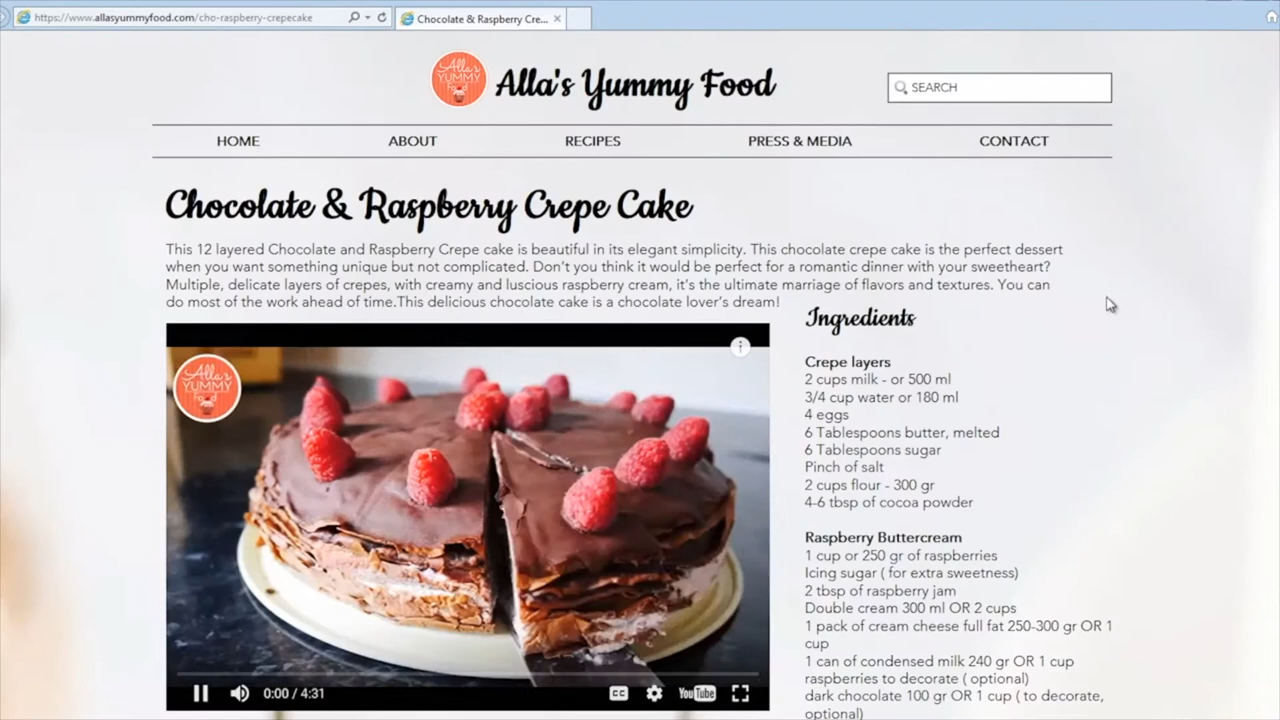 https://www.allasyummyfood.com/cho-raspberry-crepecake
Chocolate & Raspberry Cre...
Alla's YUMMY Food
Alla's Yummy Food
SEARCH
HOME ABOUT RECIPES PRESS & MEDIA CONTACT
Chocolate & Raspberry Crepe Cake
This 12 layered Chocolate and Raspberry Crepe cake is beautiful in its elegant simplicity. This chocolate crepe cake is the perfect dessert
when you want something unique but not complicated. Don't you think it would be perfect for a romantic dinner with your sweetheart?
Multiple, delicate layers of crepes, with creamy and luscious raspberry cream, it's the ultimate marriage of flavors and textures. You can
do most of the work ahead of time.This delicious chocolate cake is a chocolate lover's dream!
Alla's
YUMMY
Food
0:00 / 4:31
CC
YouTube
Ingredients
Crepe layers
2 cups milk - or 500 ml
3/4 cup water or 180 ml
4 eggs
6 Tablespoons butter, melted
6 Tablespoons sugar
Pinch of salt
2 cups flour - 300 gr
4-6 tbsp of cocoa powder
Raspberry Buttercream
1 cup or 250 gr of raspberries
Icing sugar ( for extra sweetness)
2 tbsp of raspberry jam
Double cream 300 ml OR 2 cups
1 pack of cream cheese full fat 250-300 gr OR 1
cup
1 can of condensed milk 240 gr OR 1 cup
raspberries to decorate ( optional)
dark chocolate 100 gr OR 1 cup ( to decorate,
optional)